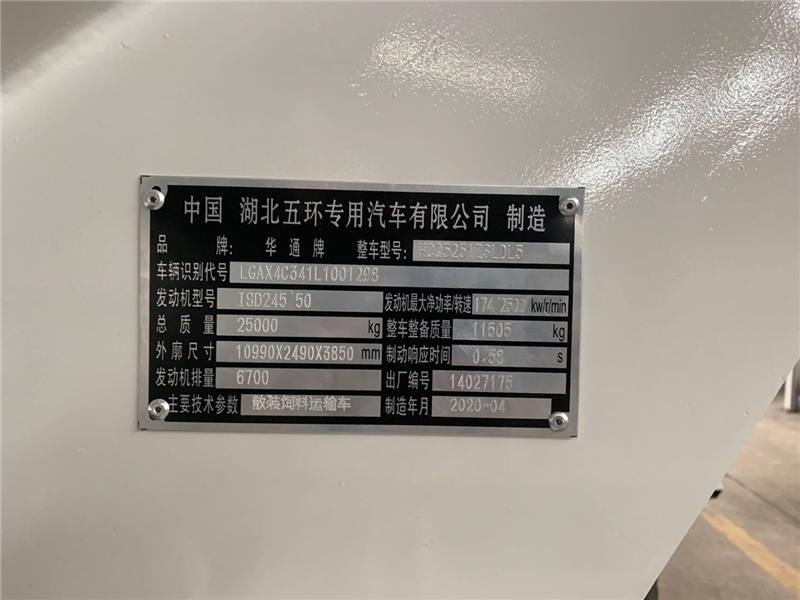 中国 湖北五环专用汽车有限公司 制造
品 牌: 华 通 牌 整车型号: HCQ5251ZSLDL5
车辆识别代号 LGAX4C341L1001298
发动机型号 ISD245 50 发动机最大净功率/转速 174/2500 kw/r/min
总 质 量 25000 kg 整车整备质量 11505 kg
外 廓 尺 寸 10990X2490X3850 mm 制动响应时间 0.58 s
发动机排量 6700 出厂编号 14027175
主要技术参数 散装饲料运输车 制造年月 2020-04